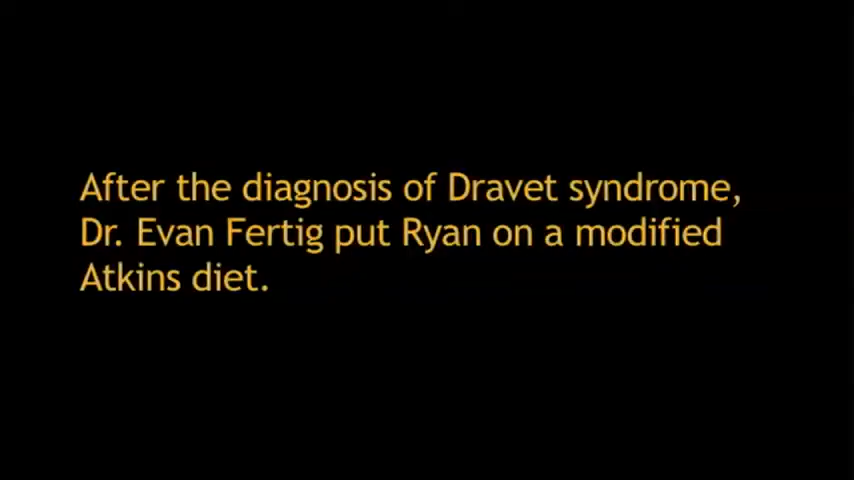 After the diagnosis of Dravet syndrome,
Dr. Evan Fertig put Ryan on a modified
Atkins diet.